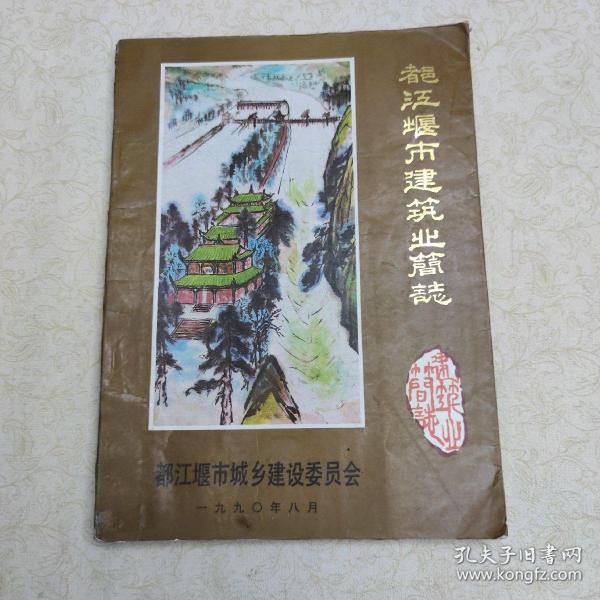 都江堰市建筑业简誌
建筑业
简誌
都江堰市城乡建设委员会
一九九〇年八月
孔夫子旧书网
www.kongfz.com